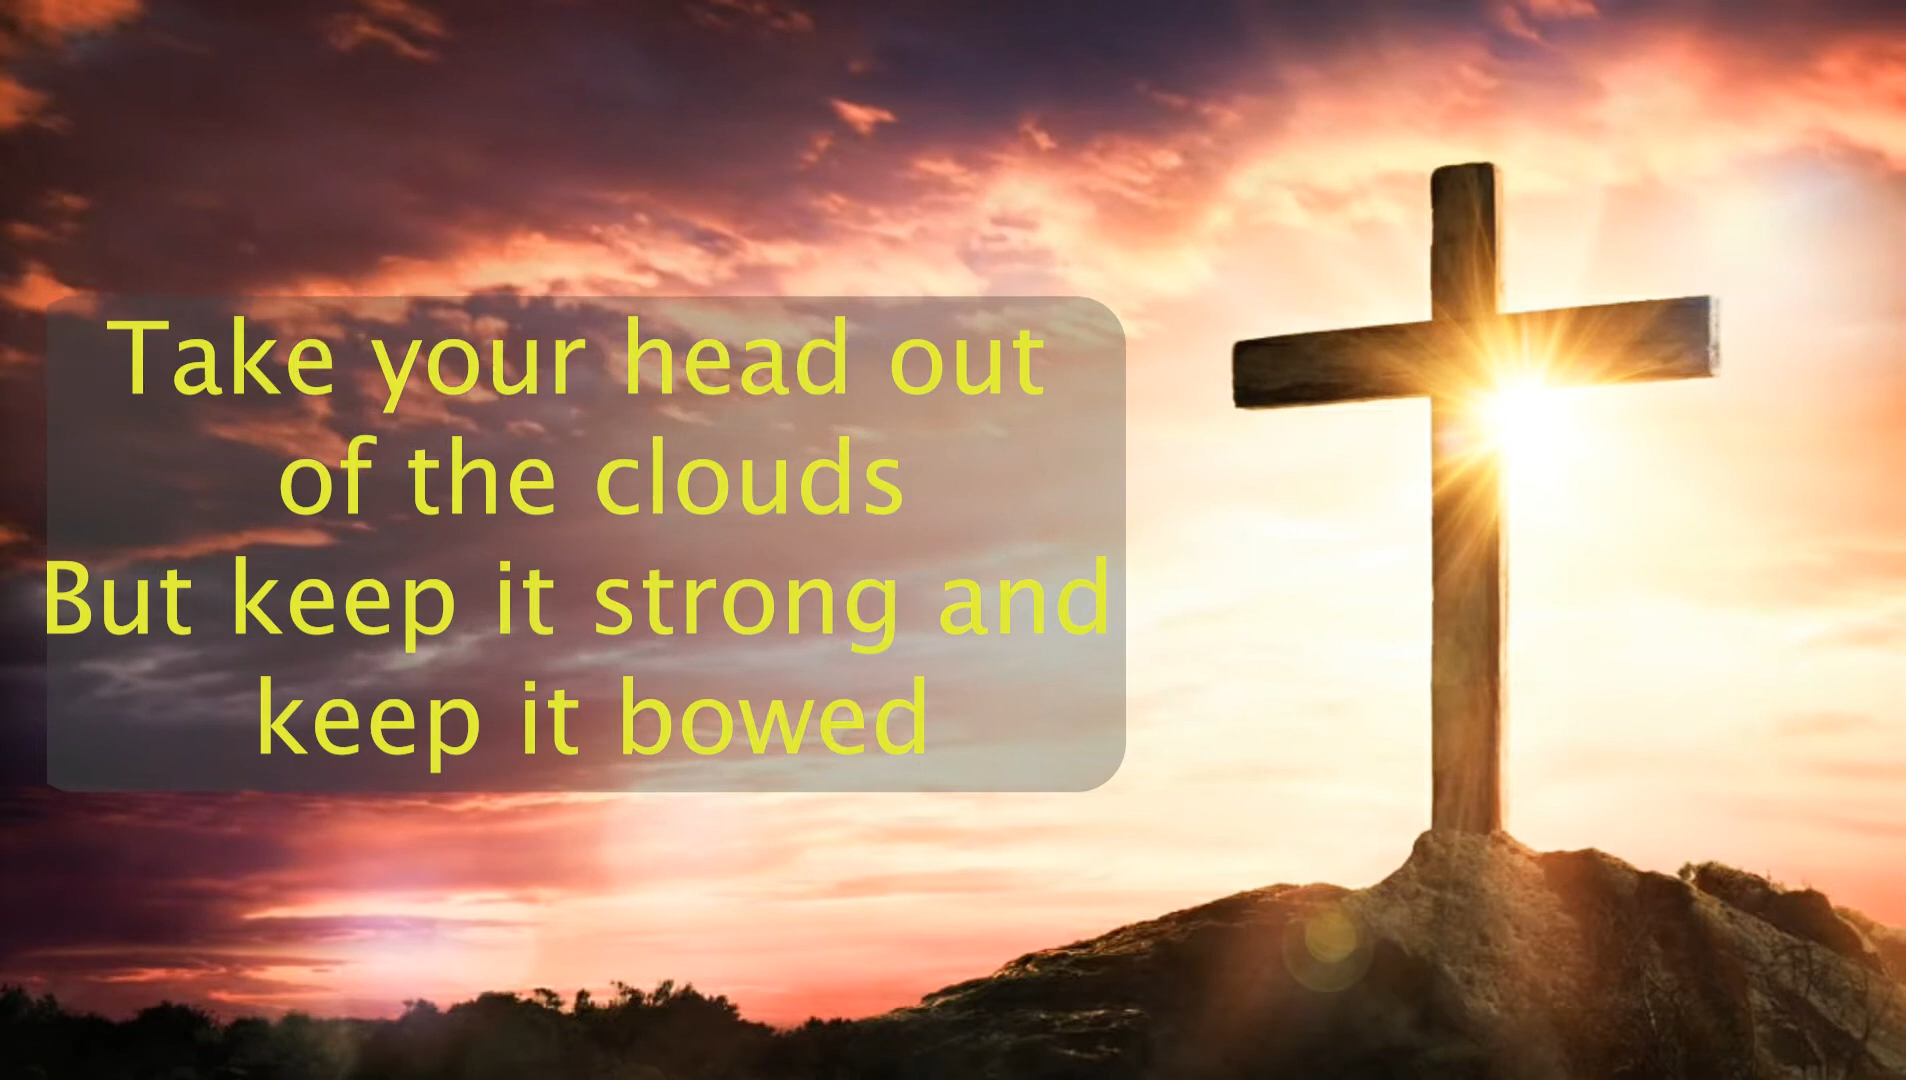 Take your head out
of the clouds
But keep it strong and
keep it bowed